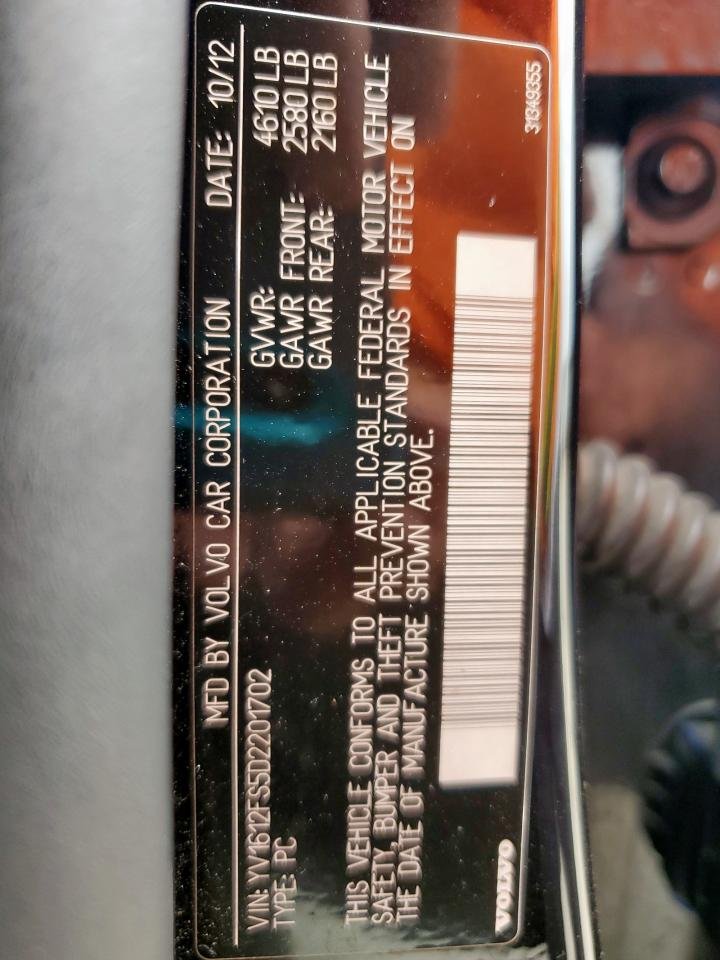 MFD BY VOLVO CAR CORPORATION DATE: 10/12
VIN: YV1612FS5D2201702
TYPE: PC
GVWR: 4610 LB
GAWR FRONT: 2580 LB
GAWR REAR: 2160 LB
THIS VEHICLE CONFORMS TO ALL APPLICABLE FEDERAL MOTOR VEHICLE
SAFETY, BUMPER AND THEFT PREVENTION STANDARDS IN EFFECT ON
THE DATE OF MANUFACTURE SHOWN ABOVE.
VOLVO
31349355